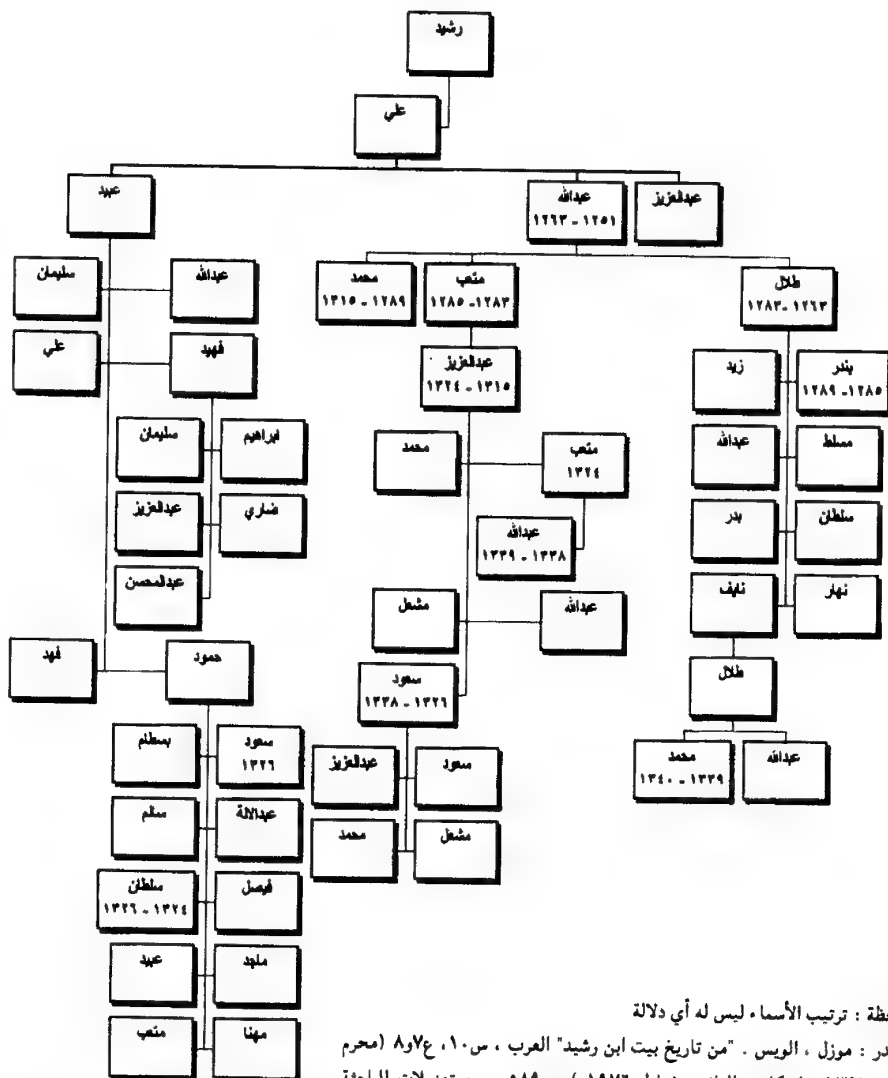 رشيد
علي
عبدالعزيز
عبدالله
١٢٥١ - ١٢٦٣
عبيد
طلال
١٢٦٣ - ١٢٨٣
متعب
١٢٨٣ - ١٢٨٥
محمد
١٢٨٩ - ١٣١٥
عبدالله
سليمان
فهيد
علي
عبدالعزيز
١٣١٥ - ١٣٢٤
بندر
١٢٨٥ - ١٢٨٩
زيد
مسلط
عبدالله
سلطان
بدر
نهار
نايف
طلال
عبدالله
محمد
١٣٣٩ - ١٣٤٠
متعب
١٣٢٤
محمد
عبدالله
١٣٣٨ - ١٣٣٩
عبدالله
مشعل
سعود
١٣٢٦ - ١٣٣٨
سعود
عبدالعزيز
مشعل
محمد
ابراهيم
سليمان
ضاري
عبدالعزيز
عبدالمحسن
حمود
فهد
سعود
١٣٢٦
بسطام
عبدالالة
سالم
فيصل
سلطان
١٣٢٤ - ١٣٢٦
ماجد
عبيد
مهنا
متعب
: ترتيب الأسماء ليس له أي دلالة
: موزل ، الويس . "من تاريخ بيت ابن رشيد" العرب ، س١٠، ع٧و٨ (محرم